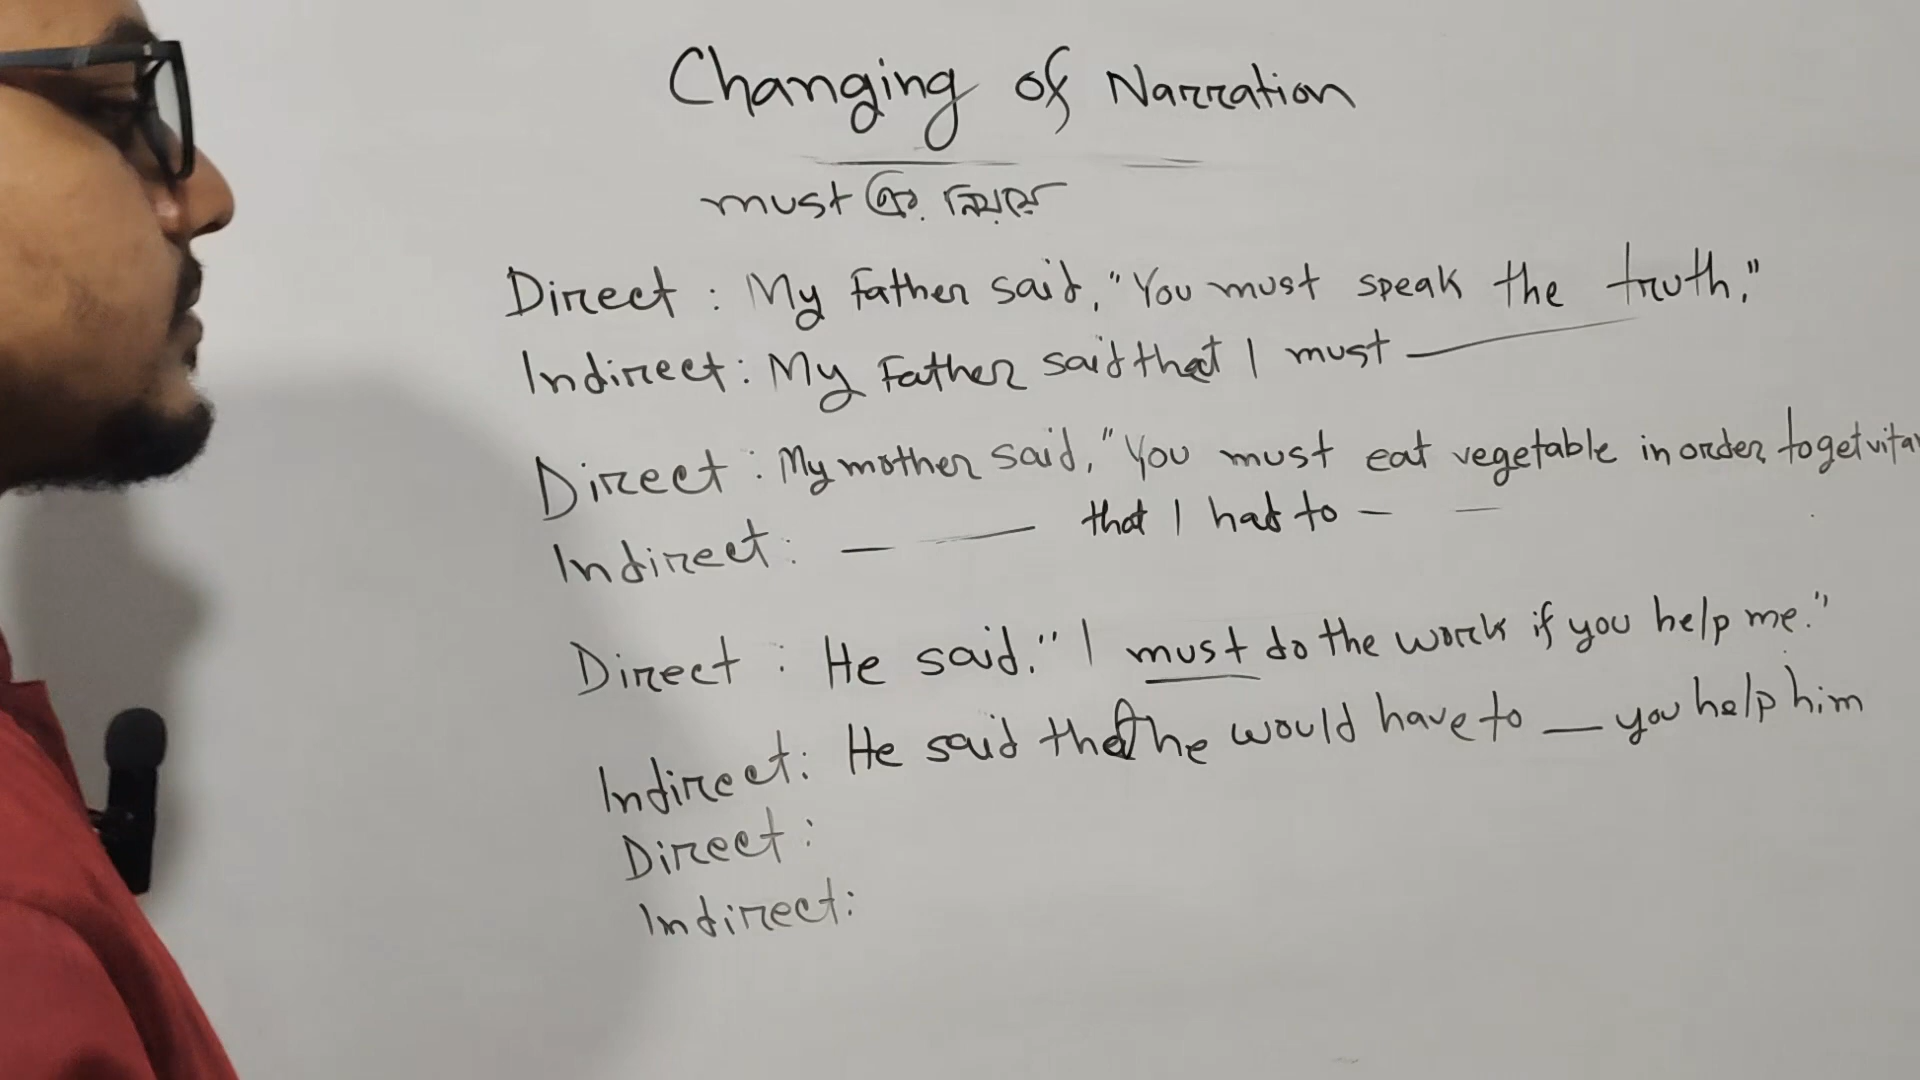 Changing of Narration
must এর নিয়মে
Direct : My Father said, "You must speak the truth."
Indirect : My Father said that I must —
Direct : My mother said, "You must eat vegetable in order to get vita
Indirect : — — that I had to — —
Direct : He said, "I must do the work if you help me."
Indirect : He said that he would have to — you help him
Direct :
Indirect :